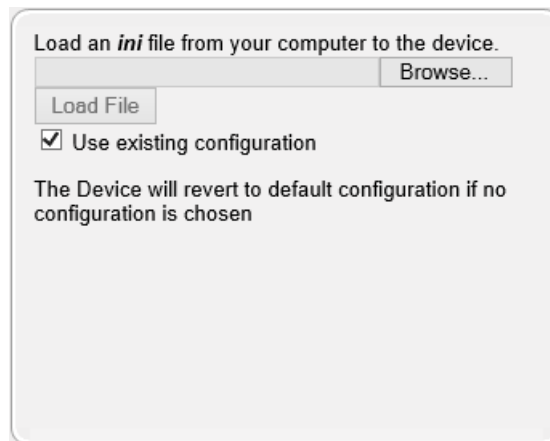 Load an ini file from your computer to the device.
Browse...
Load File
Use existing configuration
The Device will revert to default configuration if no
configuration is chosen